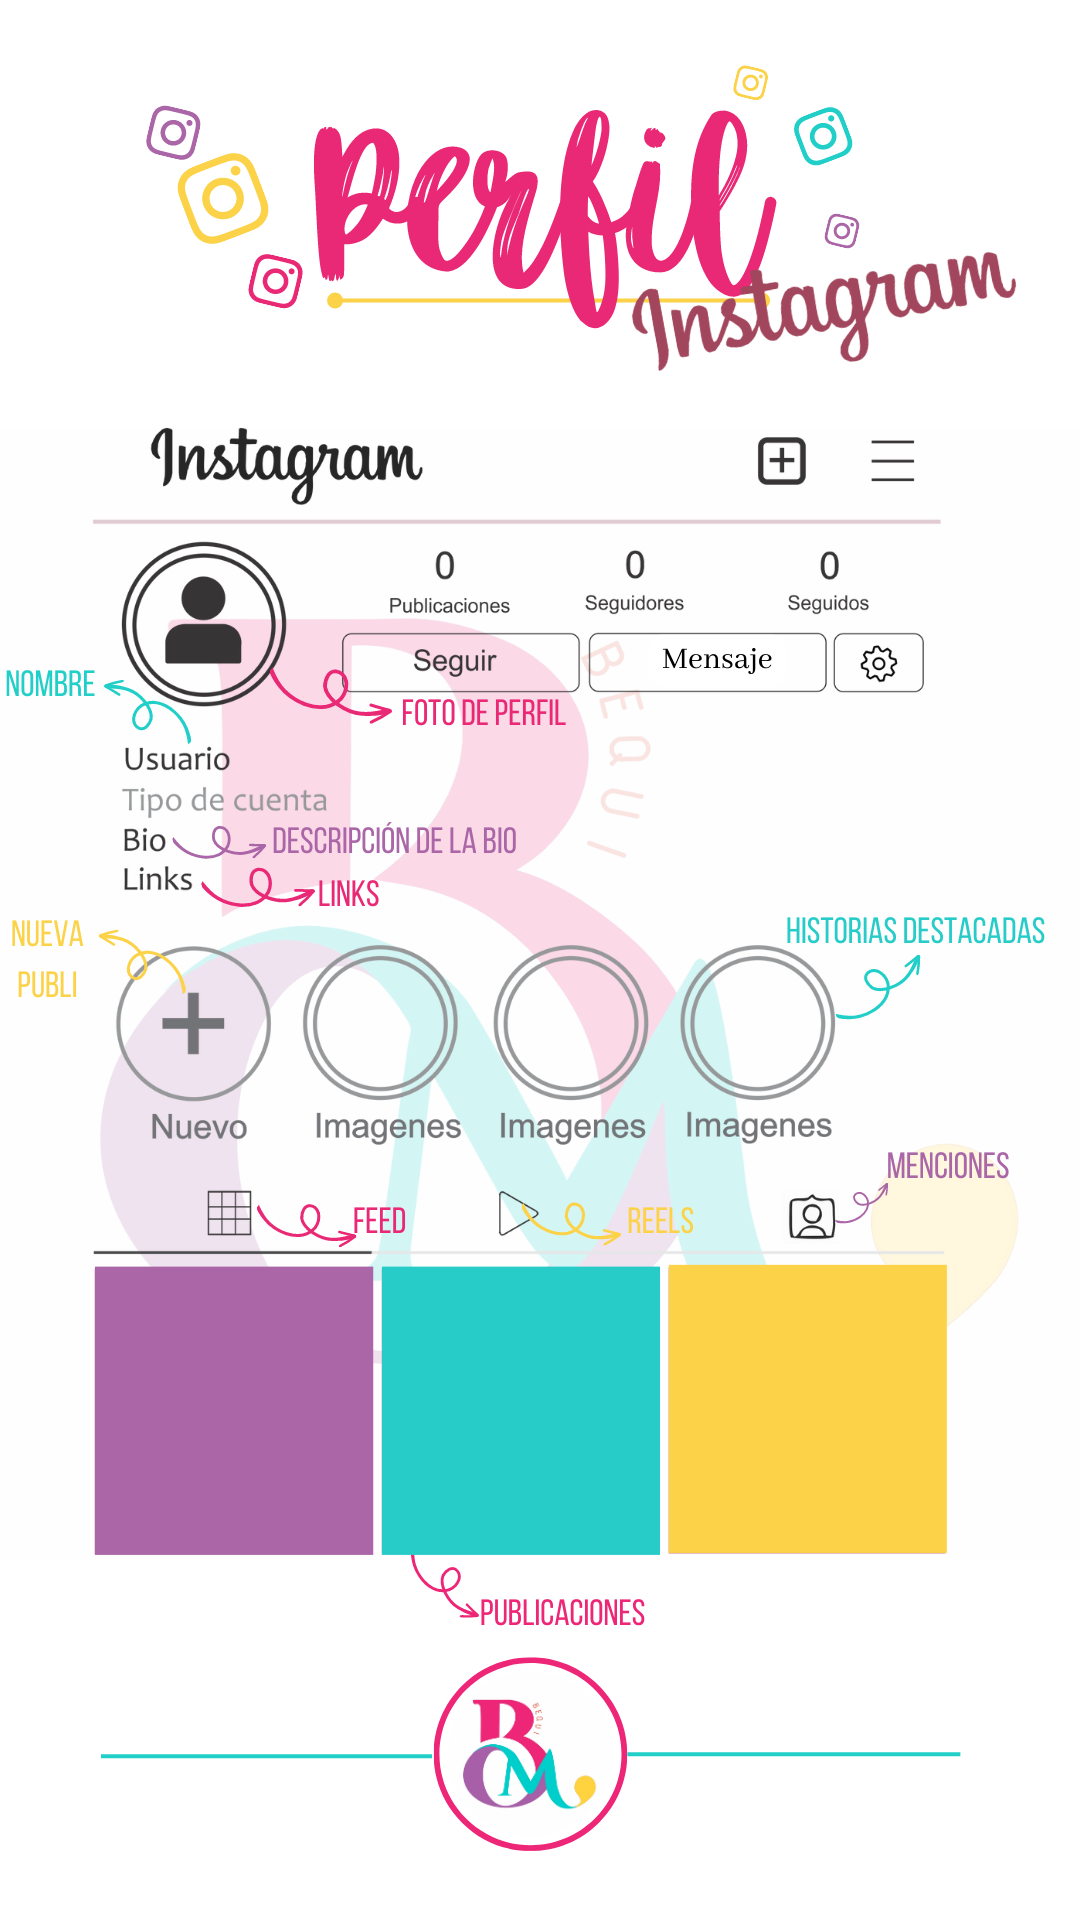 Perfil
Instagram
Instagram
0
0
0
Publicaciones
Seguidores
Seguidos
Seguir
Mensaje
NOMBRE
FOTO DE PERFIL
Usuario
Tipo de cuenta
Bio
DESCRIPCIÓN DE LA BIO
Links
LINKS
BEQUI
NUEVA
PUBLI
HISTORIAS DESTACADAS
Nuevo
Imagenes
Imagenes
Imagenes
MENCIONES
FEED
REELS
PUBLICACIONES
BM
BEQUI